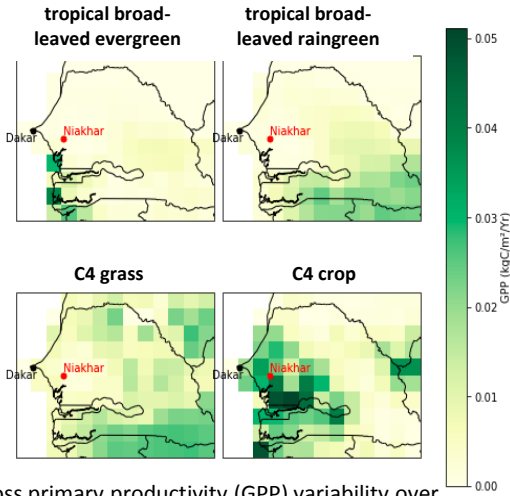 tropical broad-
leaved evergreen
tropical broad-
leaved raingreen
Dakar
Niakhar
Dakar
Niakhar
C4 grass
C4 crop
Dakar
Niakhar
Dakar
Niakhar
0.05
0.04
0.03
0.02
0.01
0.00
GPP (kgC/m²/Yr)
primary productivity (GPP) variability over